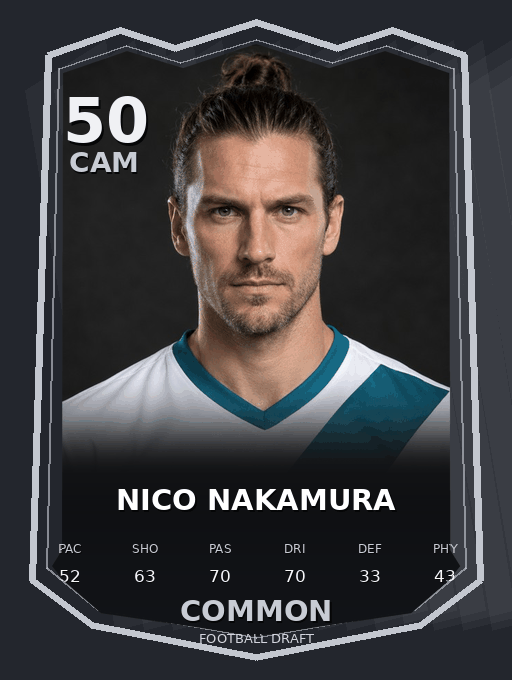 50
CAM
NICO NAKAMURA
PAC SHO PAS DRI DEF PHY
52 63 70 70 33 43
COMMON
FOOTBALL DRAFT